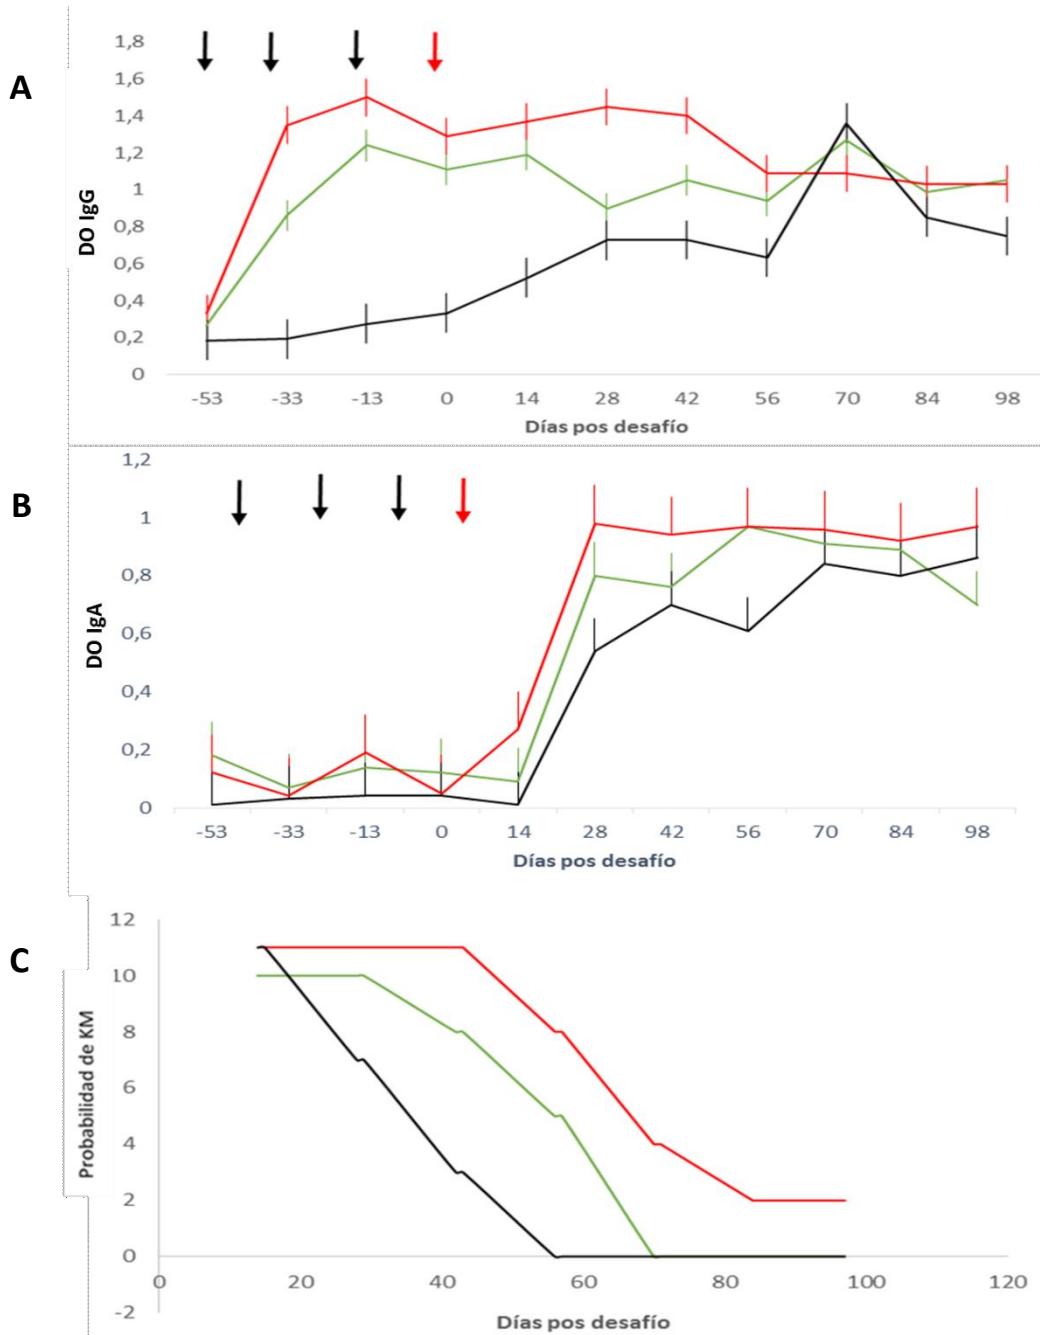 A
DO IgG
1,8
1,6
1,4
1,2
1
0,8
0,6
0,4
0,2
0
-53 -33 -13 0 14 28 42 56 70 84 98
Días pos desafío
B
DO IgA
1,2
1
0,8
0,6
0,4
0,2
0
-53 -33 -13 0 14 28 42 56 70 84 98
Días pos desafío
C
Probabilidad de KM
12
10
8
6
4
2
0
-2
0 20 40 60 80 100 120
Días pos desafío